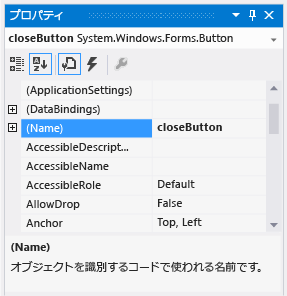 プロパティ
closeButton System.Windows.Forms.Button
(ApplicationSettings)
(DataBindings)
(Name) closeButton
AccessibleDescript...
AccessibleName
AccessibleRole Default
AllowDrop False
Anchor Top, Left
(Name)
オブジェクトを識別するコードで使われる名前です。